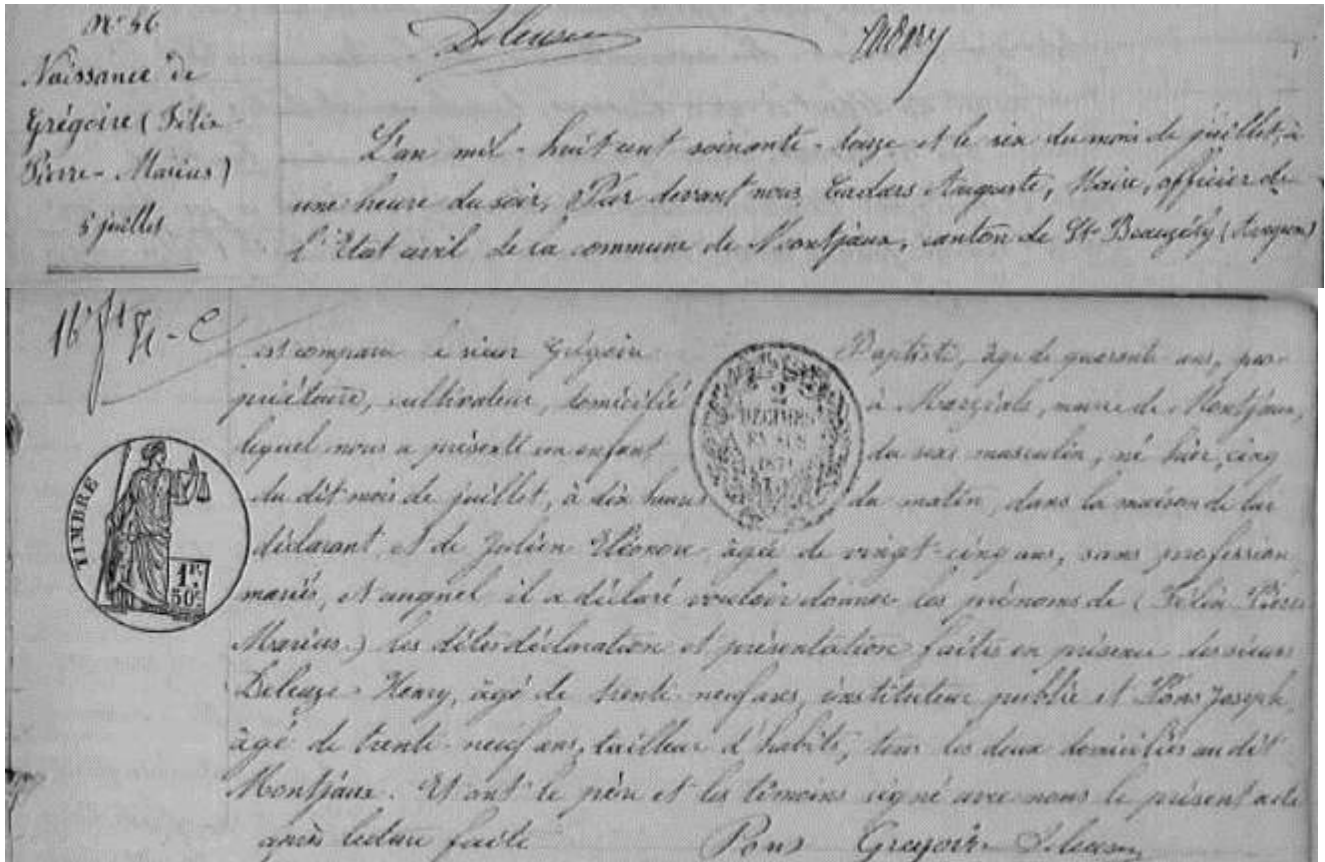 N° 56
Naissance de
Grégoire (Félix
Pierre-Marius)
5 juillet.
Deleuze
L'an mil-huit cent soixante-douze et le six du mois de juillet, à
une heure du soir, Par devant nous, Cadars Auguste, Maire, officier de
l'Etat civil de la commune de Montjaux, canton de St Beauzély (Aveyron)
est comparu le sieur Grégoire Baptiste, âgé de quarante ans, pro-
priétaire, cultivateur, domicilié à Marzials, mairie de Montjaux,
lequel nous a présenté un enfant du sexe masculin, né hier, cinq
du dit mois de juillet, à dix heures du matin, dans la maison de lui
déclarant, et de Julien Eléonore, âgée de vingt-cinq ans, sans profession
mariés, et auquel il a déclaré vouloir donner les prénoms de (Félix Pierre
Marius) les dites déclaration et présentation faites en présence des sieurs
Deleuze Henry, âgé de trente-neuf ans, instituteur public et Pons Joseph,
âgé de trente-neuf ans, tailleur d'habits, tous les deux domiciliés au dit
Montjaux. Et ont le père et les témoins signé avec nous le présent acte
après lecture faite
Pons Grégoire Deleuze
2
DÉCIMES
EN SUS
1871
TIMBRE
1F.
50C